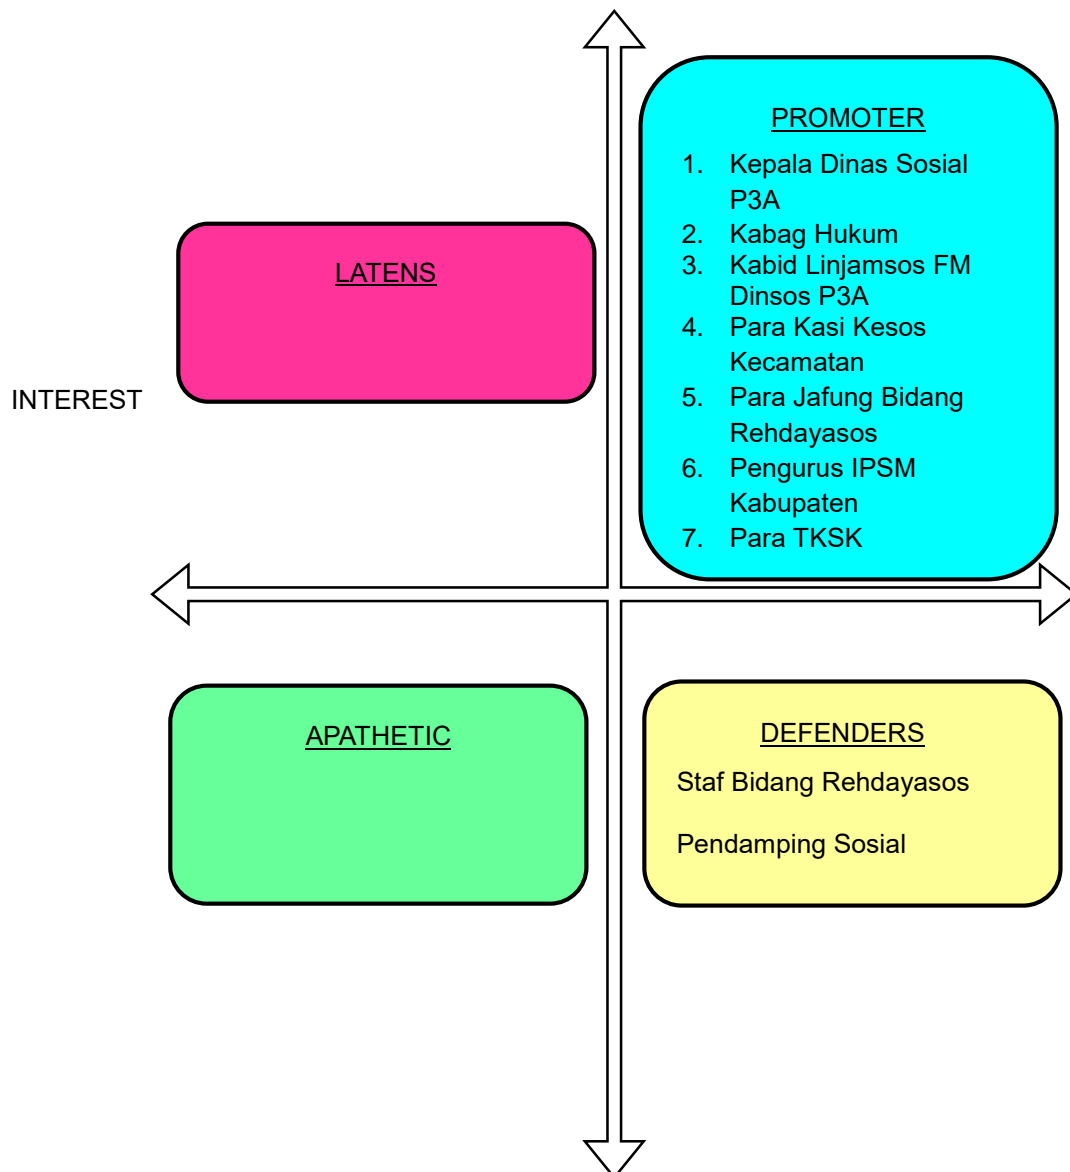 PROMOTER
1. Kepala Dinas Sosial
P3A
2. Kabag Hukum
3. Kabid Linjamsos FM
Dinsos P3A
4. Para Kasi Kesos
Kecamatan
5. Para Jafung Bidang
Rehdayasos
6. Pengurus IPSM
Kabupaten
7. Para TKSK
LATENS
INTEREST
APATHETIC
DEFENDERS
Staf Bidang Rehdayasos
Pendamping Sosial